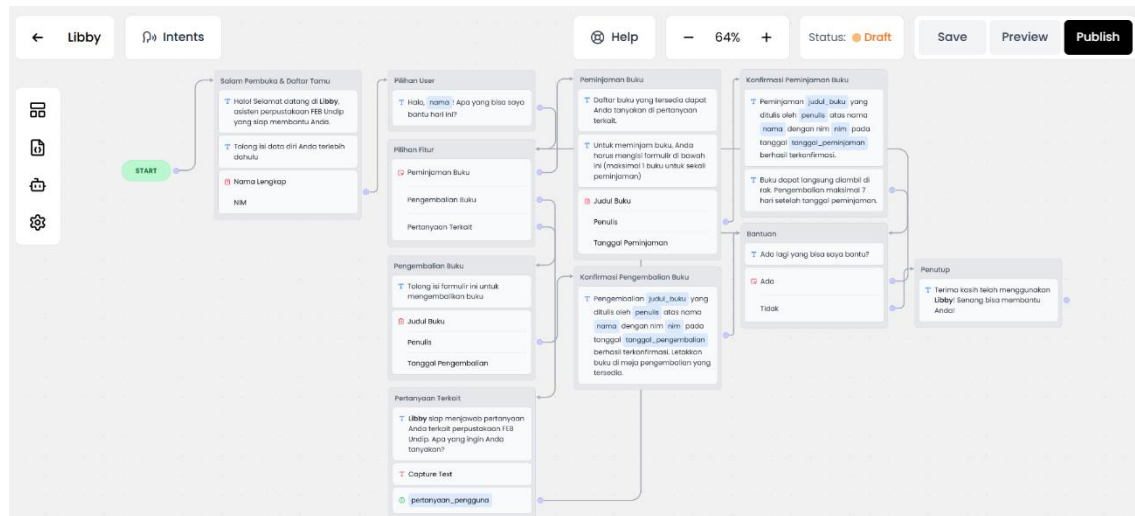 Libby
Intents
Help
64%
Status: Draft
Save
Preview
Publish
START
Salam Pembuka & Daftar Tamu
Halo! Selamat datang di Libby,
asisten perpustakaan FEB Undip
yang siap membantu Anda.
Tolong isi data diri Anda terlebih
dahulu
Nama Lengkap
NIM
Pilihan User
Halo, nama ! Apa yang bisa saya
bantu hari ini?
Pilihan Fitur
Peminjaman Buku
Pengembalian Buku
Pertanyaan Terkait
Pengembalian Buku
Tolong isi formulir ini untuk
mengembalikan buku
Judul Buku
Penulis
Tanggal Pengembalian
Pertanyaan Terkait
Libby siap menjawab pertanyaan
Anda terkait perpustakaan FEB
Undip. Apa yang ingin Anda
tanyakan?
Capture Text
pertanyaan_pengguna
Peminjaman Buku
Daftar buku yang tersedia dapat
Anda tanyakan di pertanyaan
terkait.
Untuk meminjam buku, Anda
harus mengisi formulir di bawah
ini (maksimal 1 buku untuk sekali
peminjaman)
Judul Buku
Penulis
Tanggal Peminjaman
Konfirmasi Pengembalian Buku
Pengembalian judul_buku yang
ditulis oleh penulis atas nama
nama dengan nim nim pada
tanggal tanggal_pengembalian
berhasil terkonfirmasi. Letakkan
buku di meja pengembalian yang
tersedia.
Konfirmasi Peminjaman Buku
Peminjaman judul_buku yang
ditulis oleh penulis atas nama
nama dengan nim nim pada
tanggal tanggal_peminjaman
berhasil terkonfirmasi.
Buku dapat langsung diambil di
rak. Pengembalian maksimal 7
hari setelah tanggal peminjaman.
Bantuan
Ada lagi yang bisa saya bantu?
Ada
Tidak
Penutup
Terima kasih telah menggunakan
Libby! Senang bisa membantu
Anda!